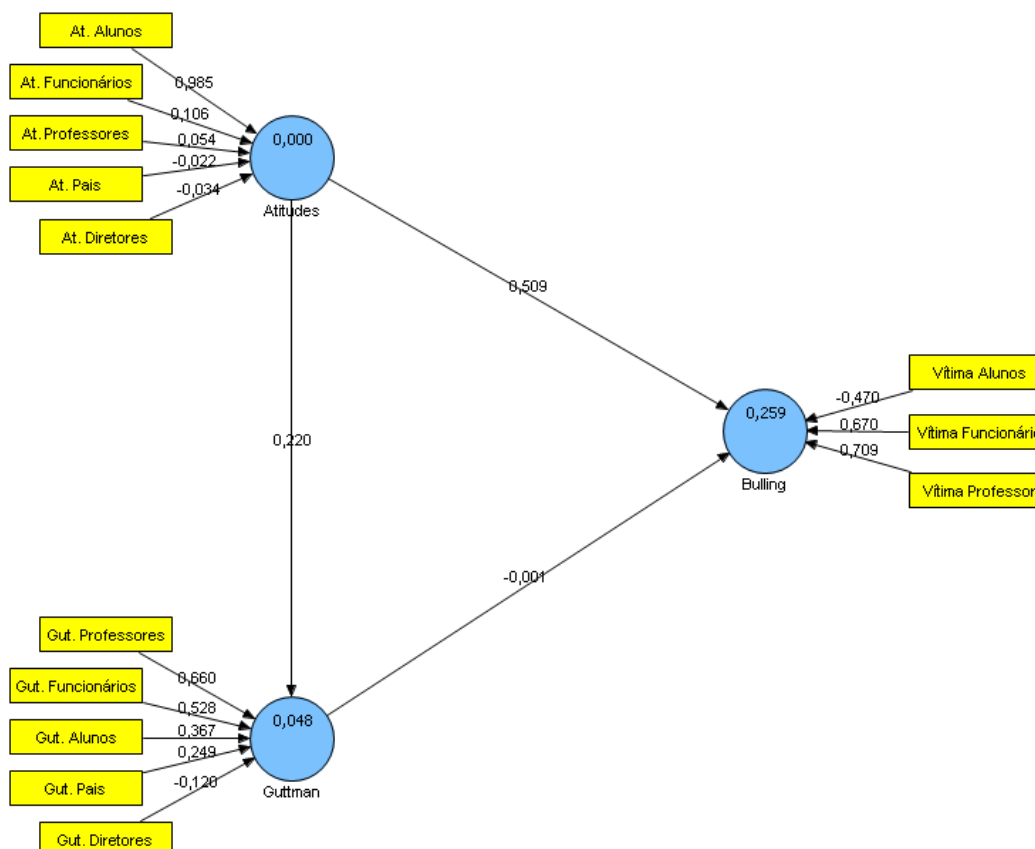 At. Alunos
At. Funcionários
At. Professores
At. Pais
At. Diretores
0,985
0,106
0,054
-0,022
-0,034
0,000
Atitudes
0,509
0,220
0,259
Bulling
-0,470
0,670
0,709
Vítima Alunos
Vítima Funcionári
Vítima Professor
-0,001
Gut. Professores
Gut. Funcionários
Gut. Alunos
Gut. Pais
Gut. Diretores
0,660
0,528
0,367
0,249
-0,120
0,048
Guttman